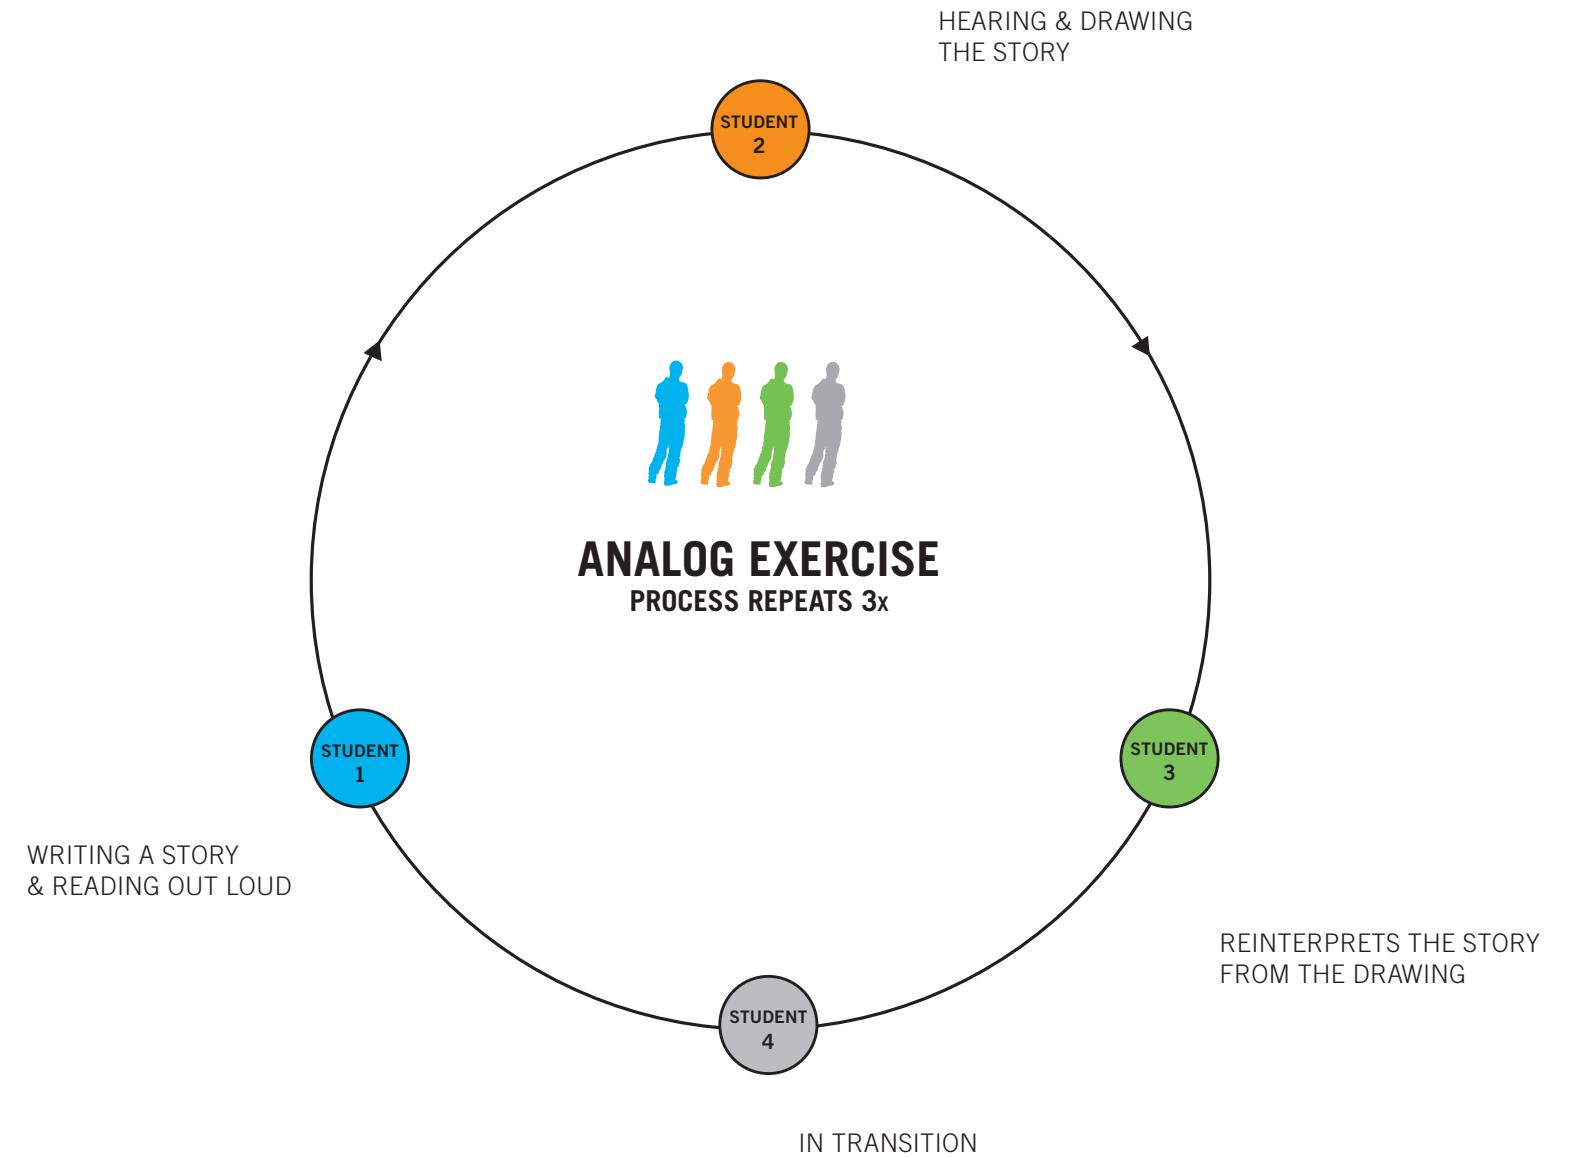 HEARING & DRAWING
THE STORY
STUDENT
2
ANALOG EXERCISE
PROCESS REPEATS 3x
STUDENT
1
STUDENT
3
WRITING A STORY
& READING OUT LOUD
REINTERPRETS THE STORY
FROM THE DRAWING
STUDENT
4
IN TRANSITION